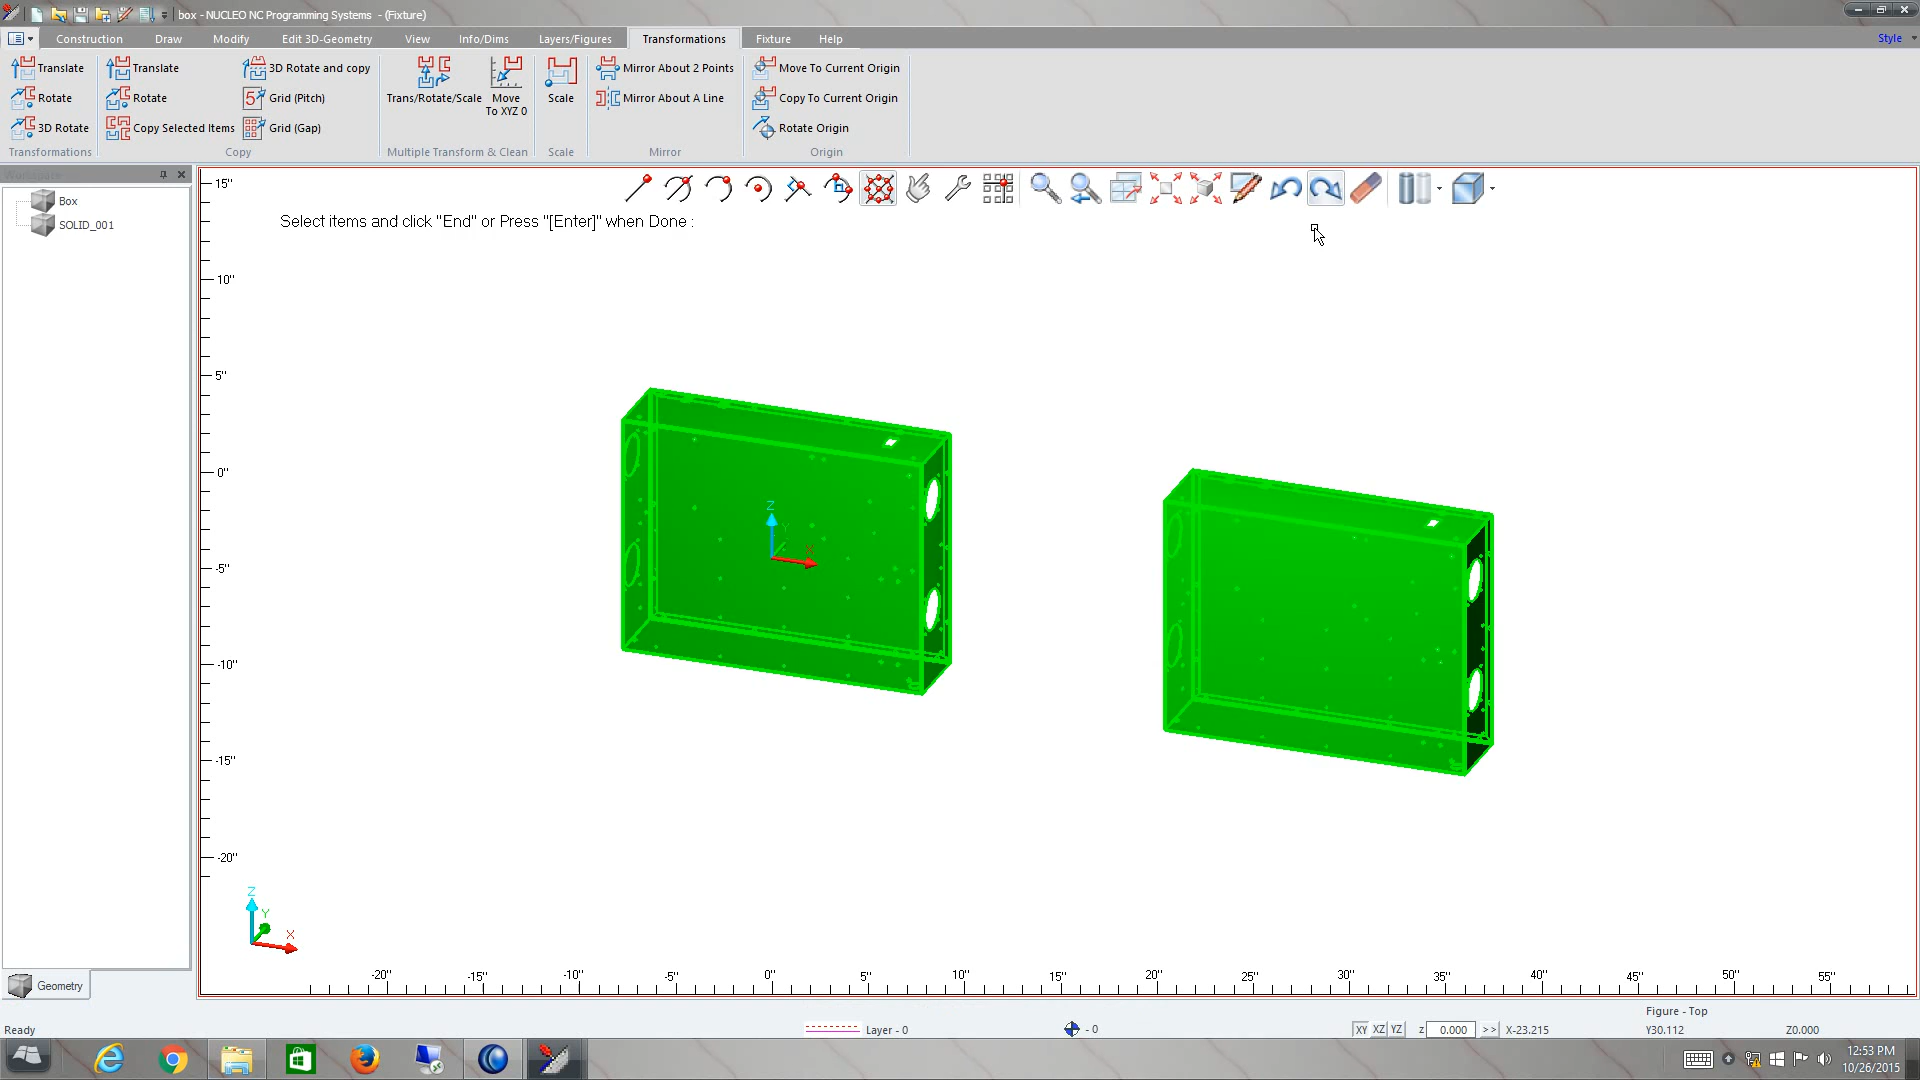 box - NUCLEO NC Programming Systems - (Fixture)
Construction Draw Modify Edit 3D-Geometry View Info/Dims Layers/Figures Transformations Fixture Help Style
Translate Translate 3D Rotate and copy Mirror About 2 Points Move To Current Origin
Rotate Rotate Grid (Pitch) Trans/Rotate/Scale Move To XYZ 0 Scale Mirror About A Line Copy To Current Origin
3D Rotate Copy Selected Items Grid (Gap) Rotate Origin
Transformations Copy Multiple Transform & Clean Scale Mirror Origin
Box
SOLID_001
Select items and click "End" or Press "[Enter]" when Done :
15"
10"
5"
0"
-5"
-10"
-15"
-20"
Z
Y
X
Z
Y
X
-20" -15" -10" -5" 0" 5" 10" 15" 20" 25" 30" 35" 40" 45" 50" 55"
Geometry
Figure - Top
Ready Layer - 0 - 0 XY XZ YZ z 0.000 >> X-23.215 Y30.112 Z0.000
12:53 PM
10/26/2015